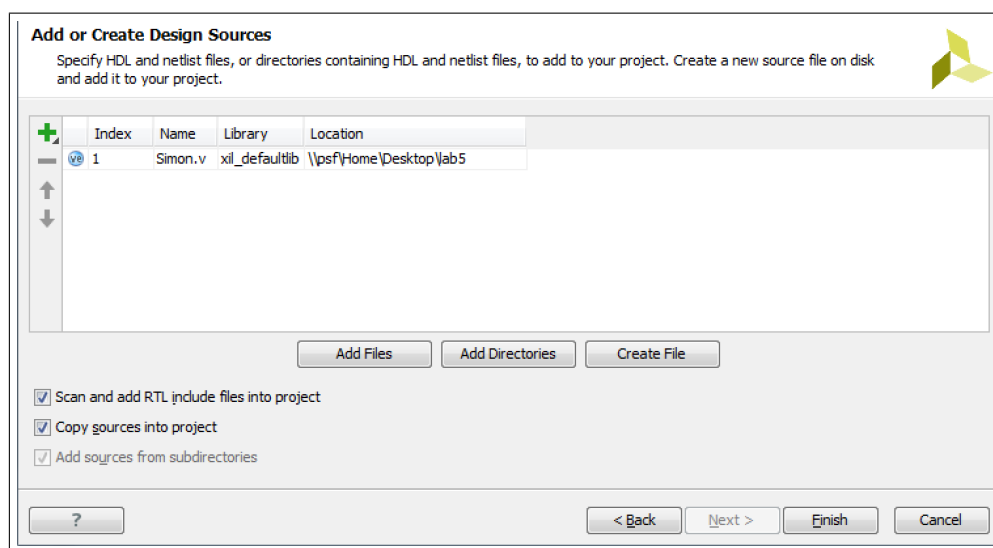 Add or Create Design Sources
Specify HDL and netlist files, or directories containing HDL and netlist files, to add to your project. Create a new source file on disk
and add it to your project.
Index Name Library Location
ve 1 Simon.v xil_defaultlib \\psf\Home\Desktop\lab5
Add Files Add Directories Create File
Scan and add RTL include files into project
Copy sources into project
Add sources from subdirectories
? < Back Next > Finish Cancel